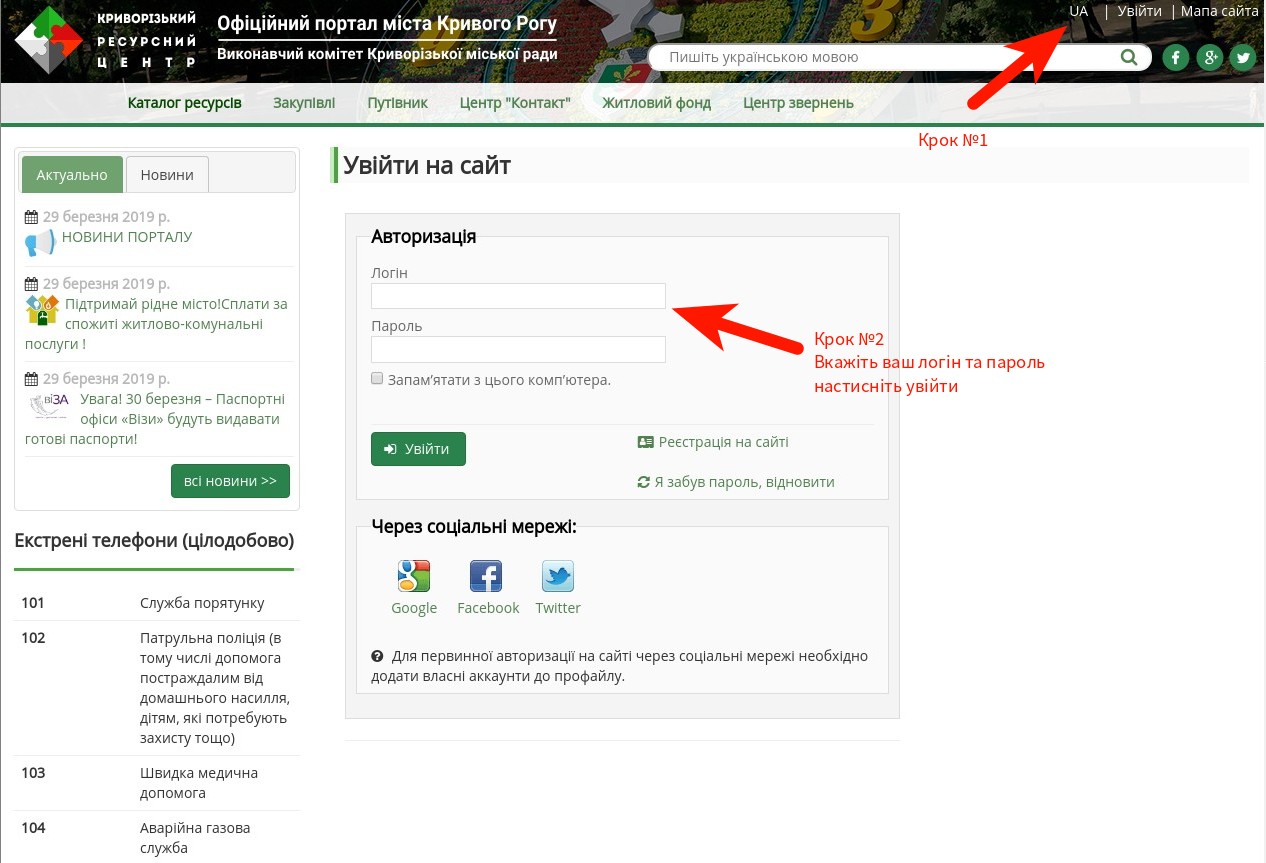 КРИВОРІЗЬКИЙ
РЕСУРСНИЙ
ЦЕНТР
Офіційний портал міста Кривого Рогу
Виконавчий комітет Криворізької міської ради
UA | Увійти | Мапа сайта
Пишіть українською мовою
Каталог ресурсів Закупівлі Путівник Центр "Контакт" Житловий фонд Центр звернень
Крок №1
Актуально Новини
29 березня 2019 р.
НОВИНИ ПОРТАЛУ
29 березня 2019 р.
Підтримай рідне місто!Сплати за
спожиті житлово-комунальні
послуги !
29 березня 2019 р.
віЗА
Увага! 30 березня – Паспортні
офіси «Візи» будуть видавати
готові паспорти!
всі новини >>
Екстрені телефони (цілодобово)
101 Служба порятунку
102 Патрульна поліція (в
тому числі допомога
постраждалим від
домашнього насилля,
дітям, які потребують
захисту тощо)
103 Швидка медична
допомога
104 Аварійна газова
служба
Увійти на сайт
Авторизація
Логін
Пароль
Запам’ятати з цього комп’ютера.
Крок №2
Вкажіть ваш логін та пароль
настисніть увійти
Увійти
Реєстрація на сайті
Я забув пароль, відновити
Через соціальні мережі:
Google Facebook Twitter
Для первинної авторизації на сайті через соціальні мережі необхідно
додати власні аккаунти до профайлу.